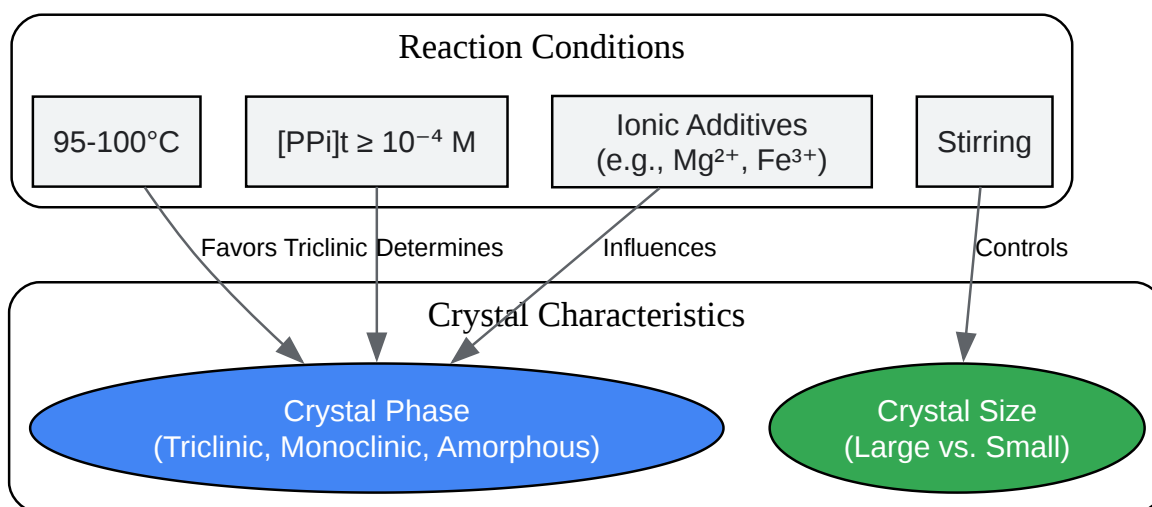 Reaction Conditions
95-100°C
[PPi]t ≥ 10⁻⁴ M
Ionic Additives
(e.g., Mg²⁺, Fe³⁺)
Stirring
Favors Triclinic
Determines
Influences
Controls
Crystal Characteristics
Crystal Phase
(Triclinic, Monoclinic, Amorphous)
Crystal Size
(Large vs. Small)